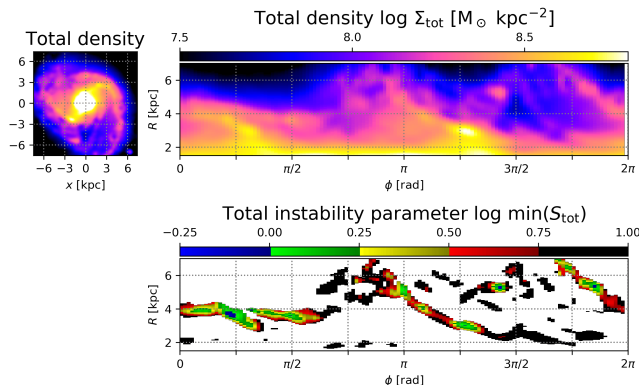 Total density log Σ_tot [M_⊙ kpc^−2]
7.5 8.0 8.5
Total density
6 3 0 −3 −6
−6 −3 0 3 6
x [kpc]
R [kpc]
6 4 2
0 π/2 π 3π/2 2π
ϕ [rad]
Total instability parameter log min(S_tot)
−0.25 0.00 0.25 0.50 0.75 1.00
R [kpc]
6 4 2
0 π/2 π 3π/2 2π
ϕ [rad]